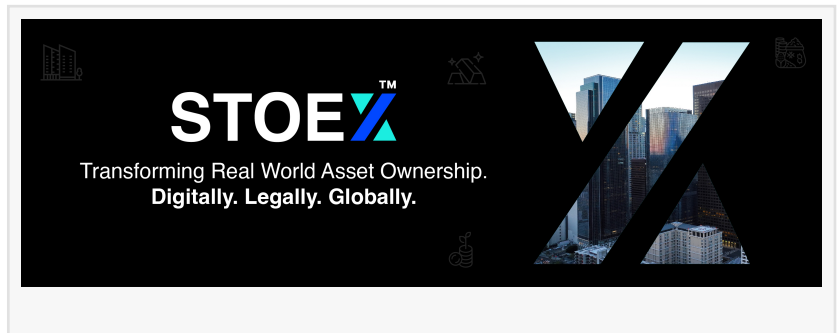 STOEX™
Transforming Real World Asset Ownership.
Digitally. Legally. Globally.